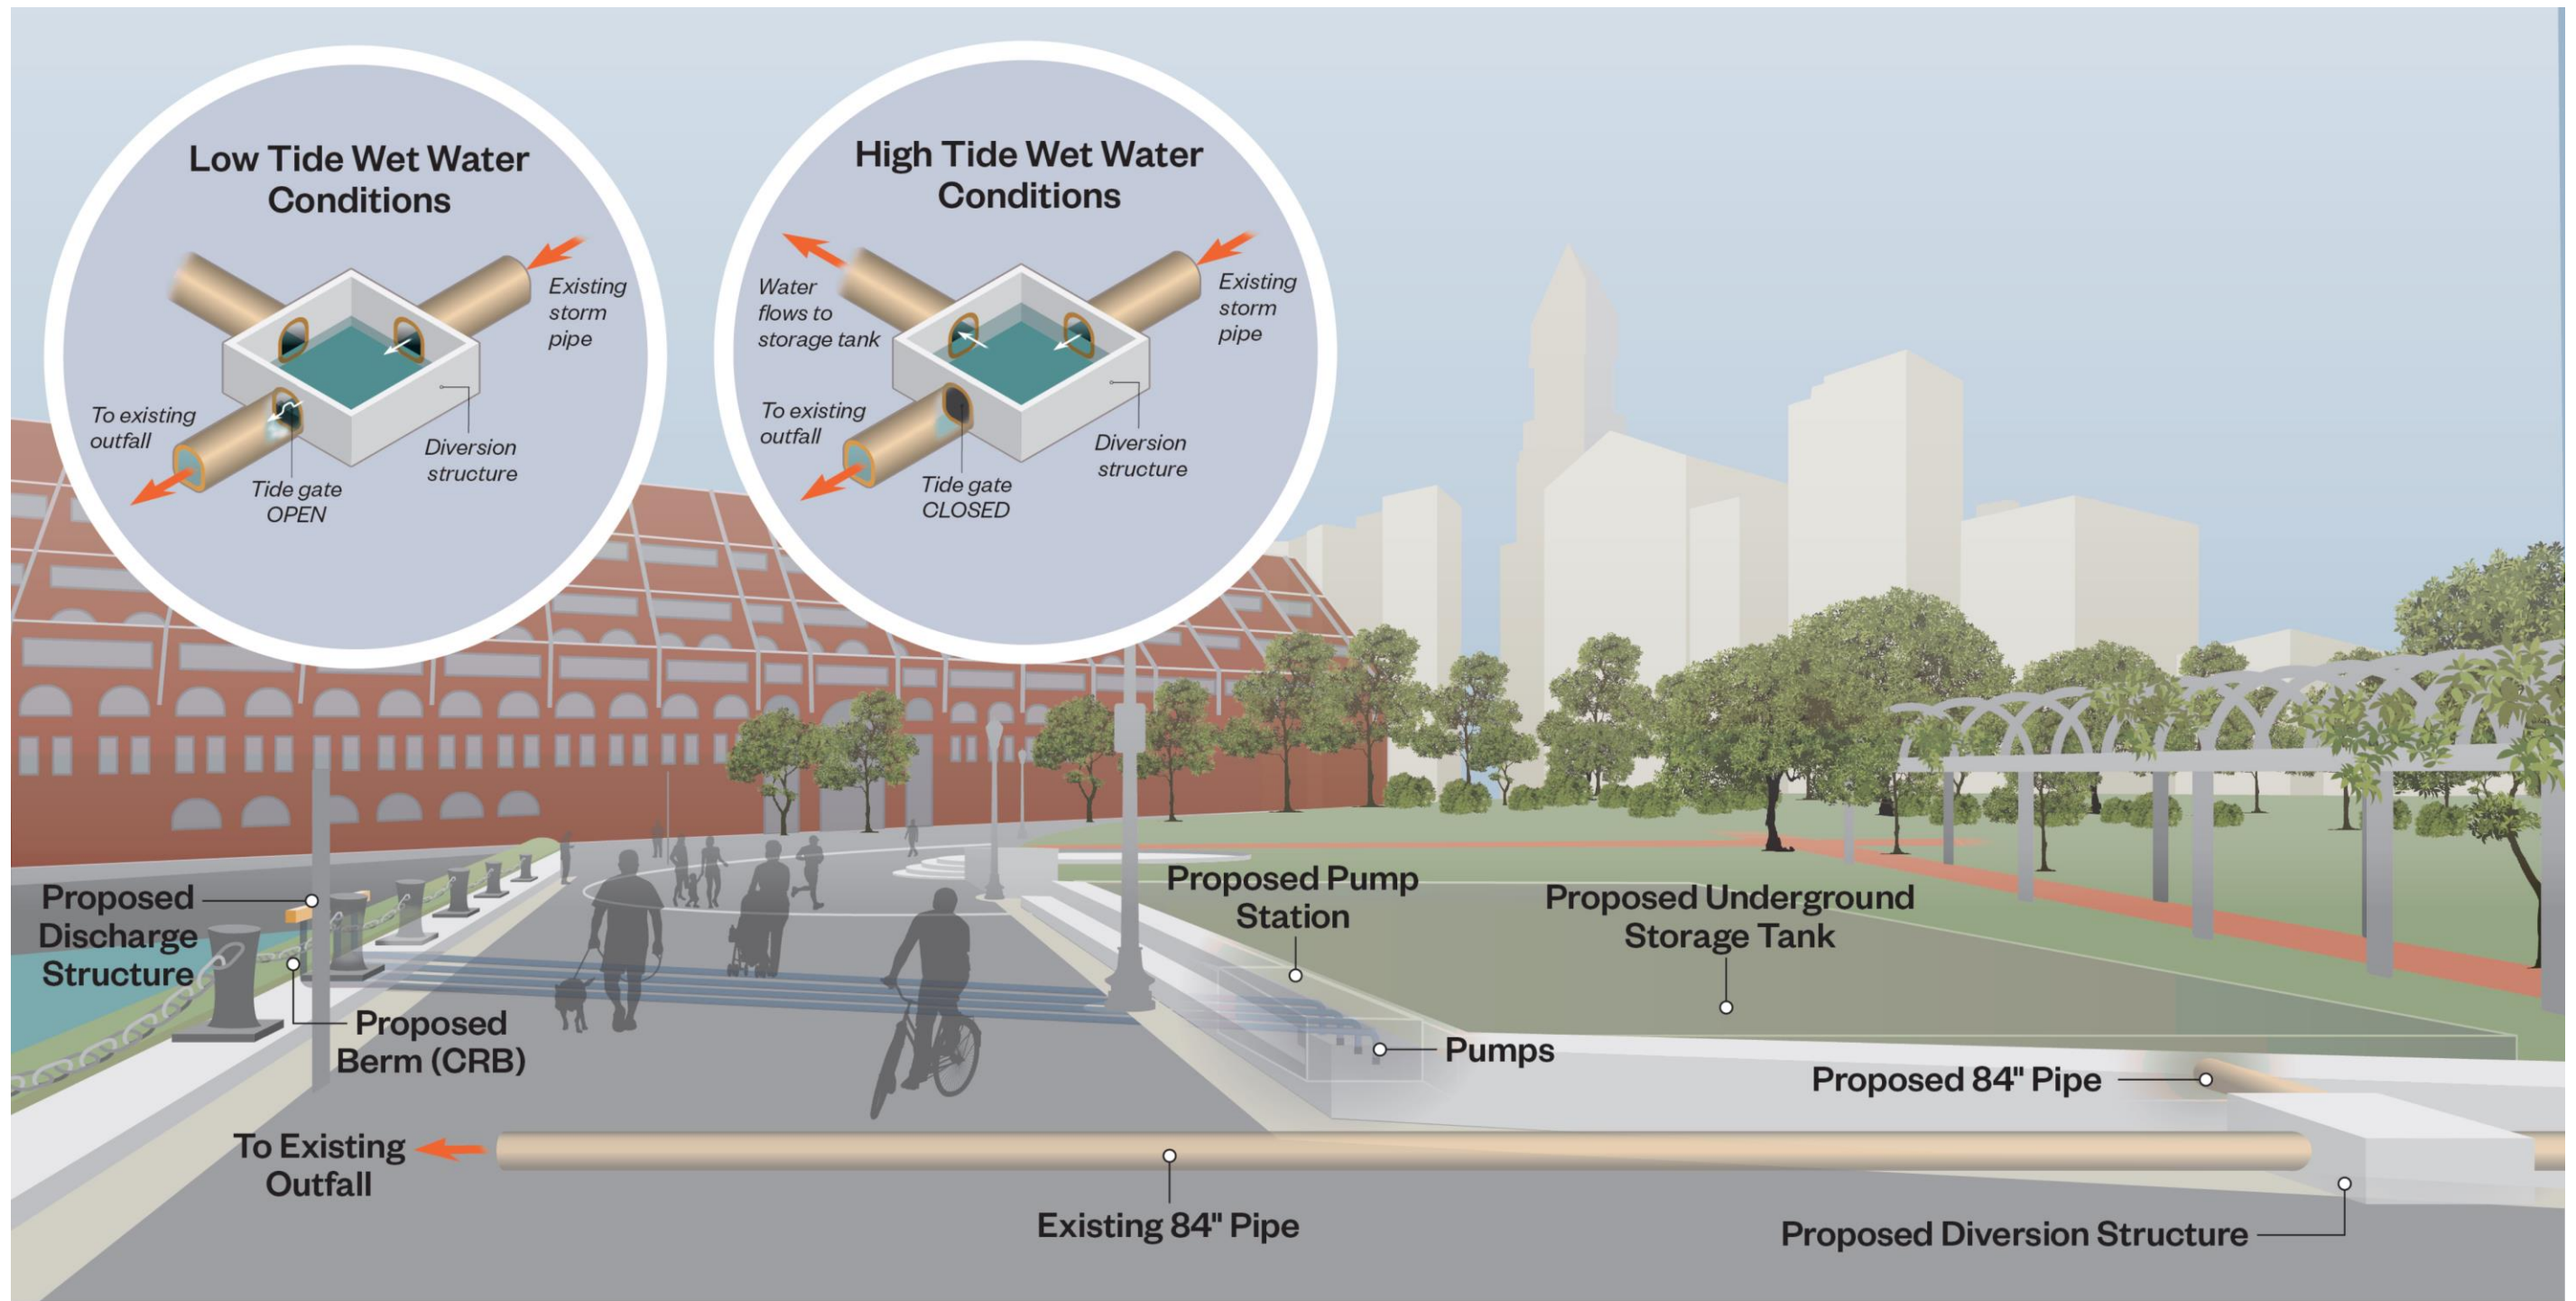 Low Tide Wet Water
Conditions
Existing
storm
pipe
To existing
outfall
Diversion
structure
Tide gate
OPEN
High Tide Wet Water
Conditions
Water
flows to
storage tank
Existing
storm
pipe
To existing
outfall
Diversion
structure
Tide gate
CLOSED
Proposed
Discharge
Structure
Proposed
Berm (CRB)
Proposed Pump
Station
Proposed Underground
Storage Tank
Pumps
Proposed 84" Pipe
To Existing
Outfall
Existing 84" Pipe
Proposed Diversion Structure